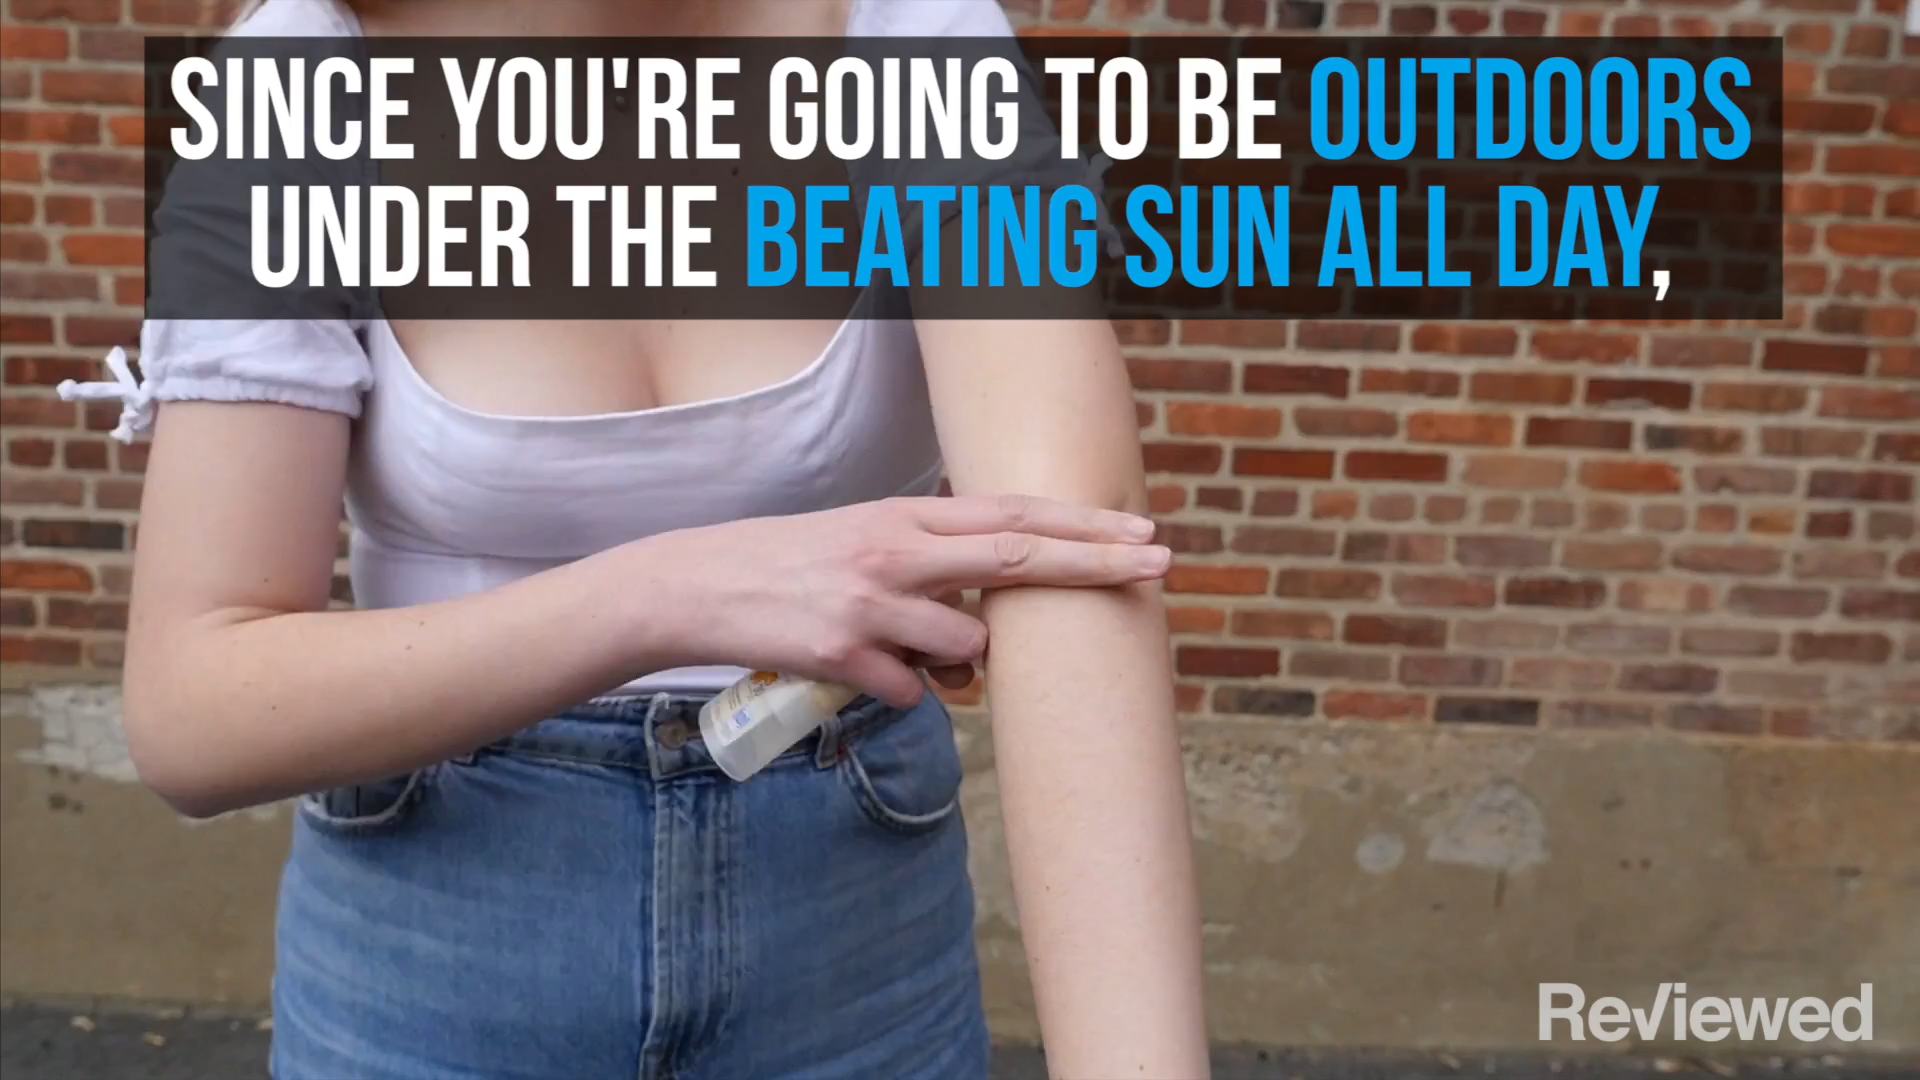 SINCE YOU'RE GOING TO BE OUTDOORS
UNDER THE BEATING SUN ALL DAY,
Reviewed